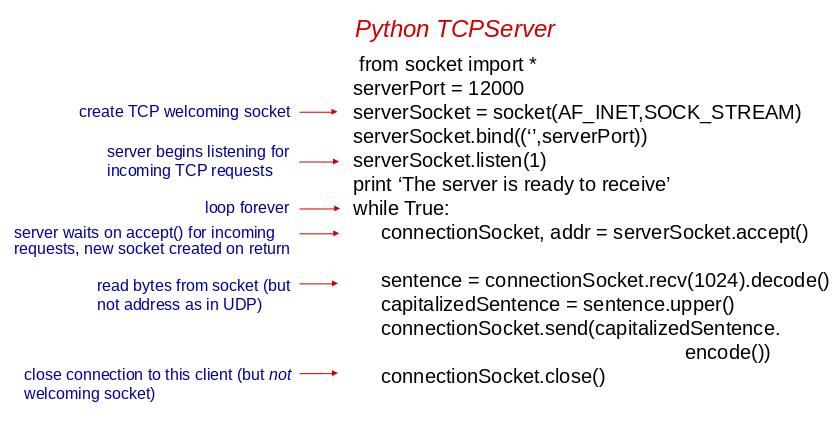 Python TCPServer
from socket import *
serverPort = 12000
create TCP welcoming socket
serverSocket = socket(AF_INET,SOCK_STREAM)
serverSocket.bind((‘’,serverPort))
server begins listening for
incoming TCP requests
serverSocket.listen(1)
print ‘The server is ready to receive’
loop forever
while True:
server waits on accept() for incoming
requests, new socket created on return
connectionSocket, addr = serverSocket.accept()
read bytes from socket (but
not address as in UDP)
sentence = connectionSocket.recv(1024).decode()
capitalizedSentence = sentence.upper()
connectionSocket.send(capitalizedSentence.
encode())
close connection to this client (but not
welcoming socket)
connectionSocket.close()